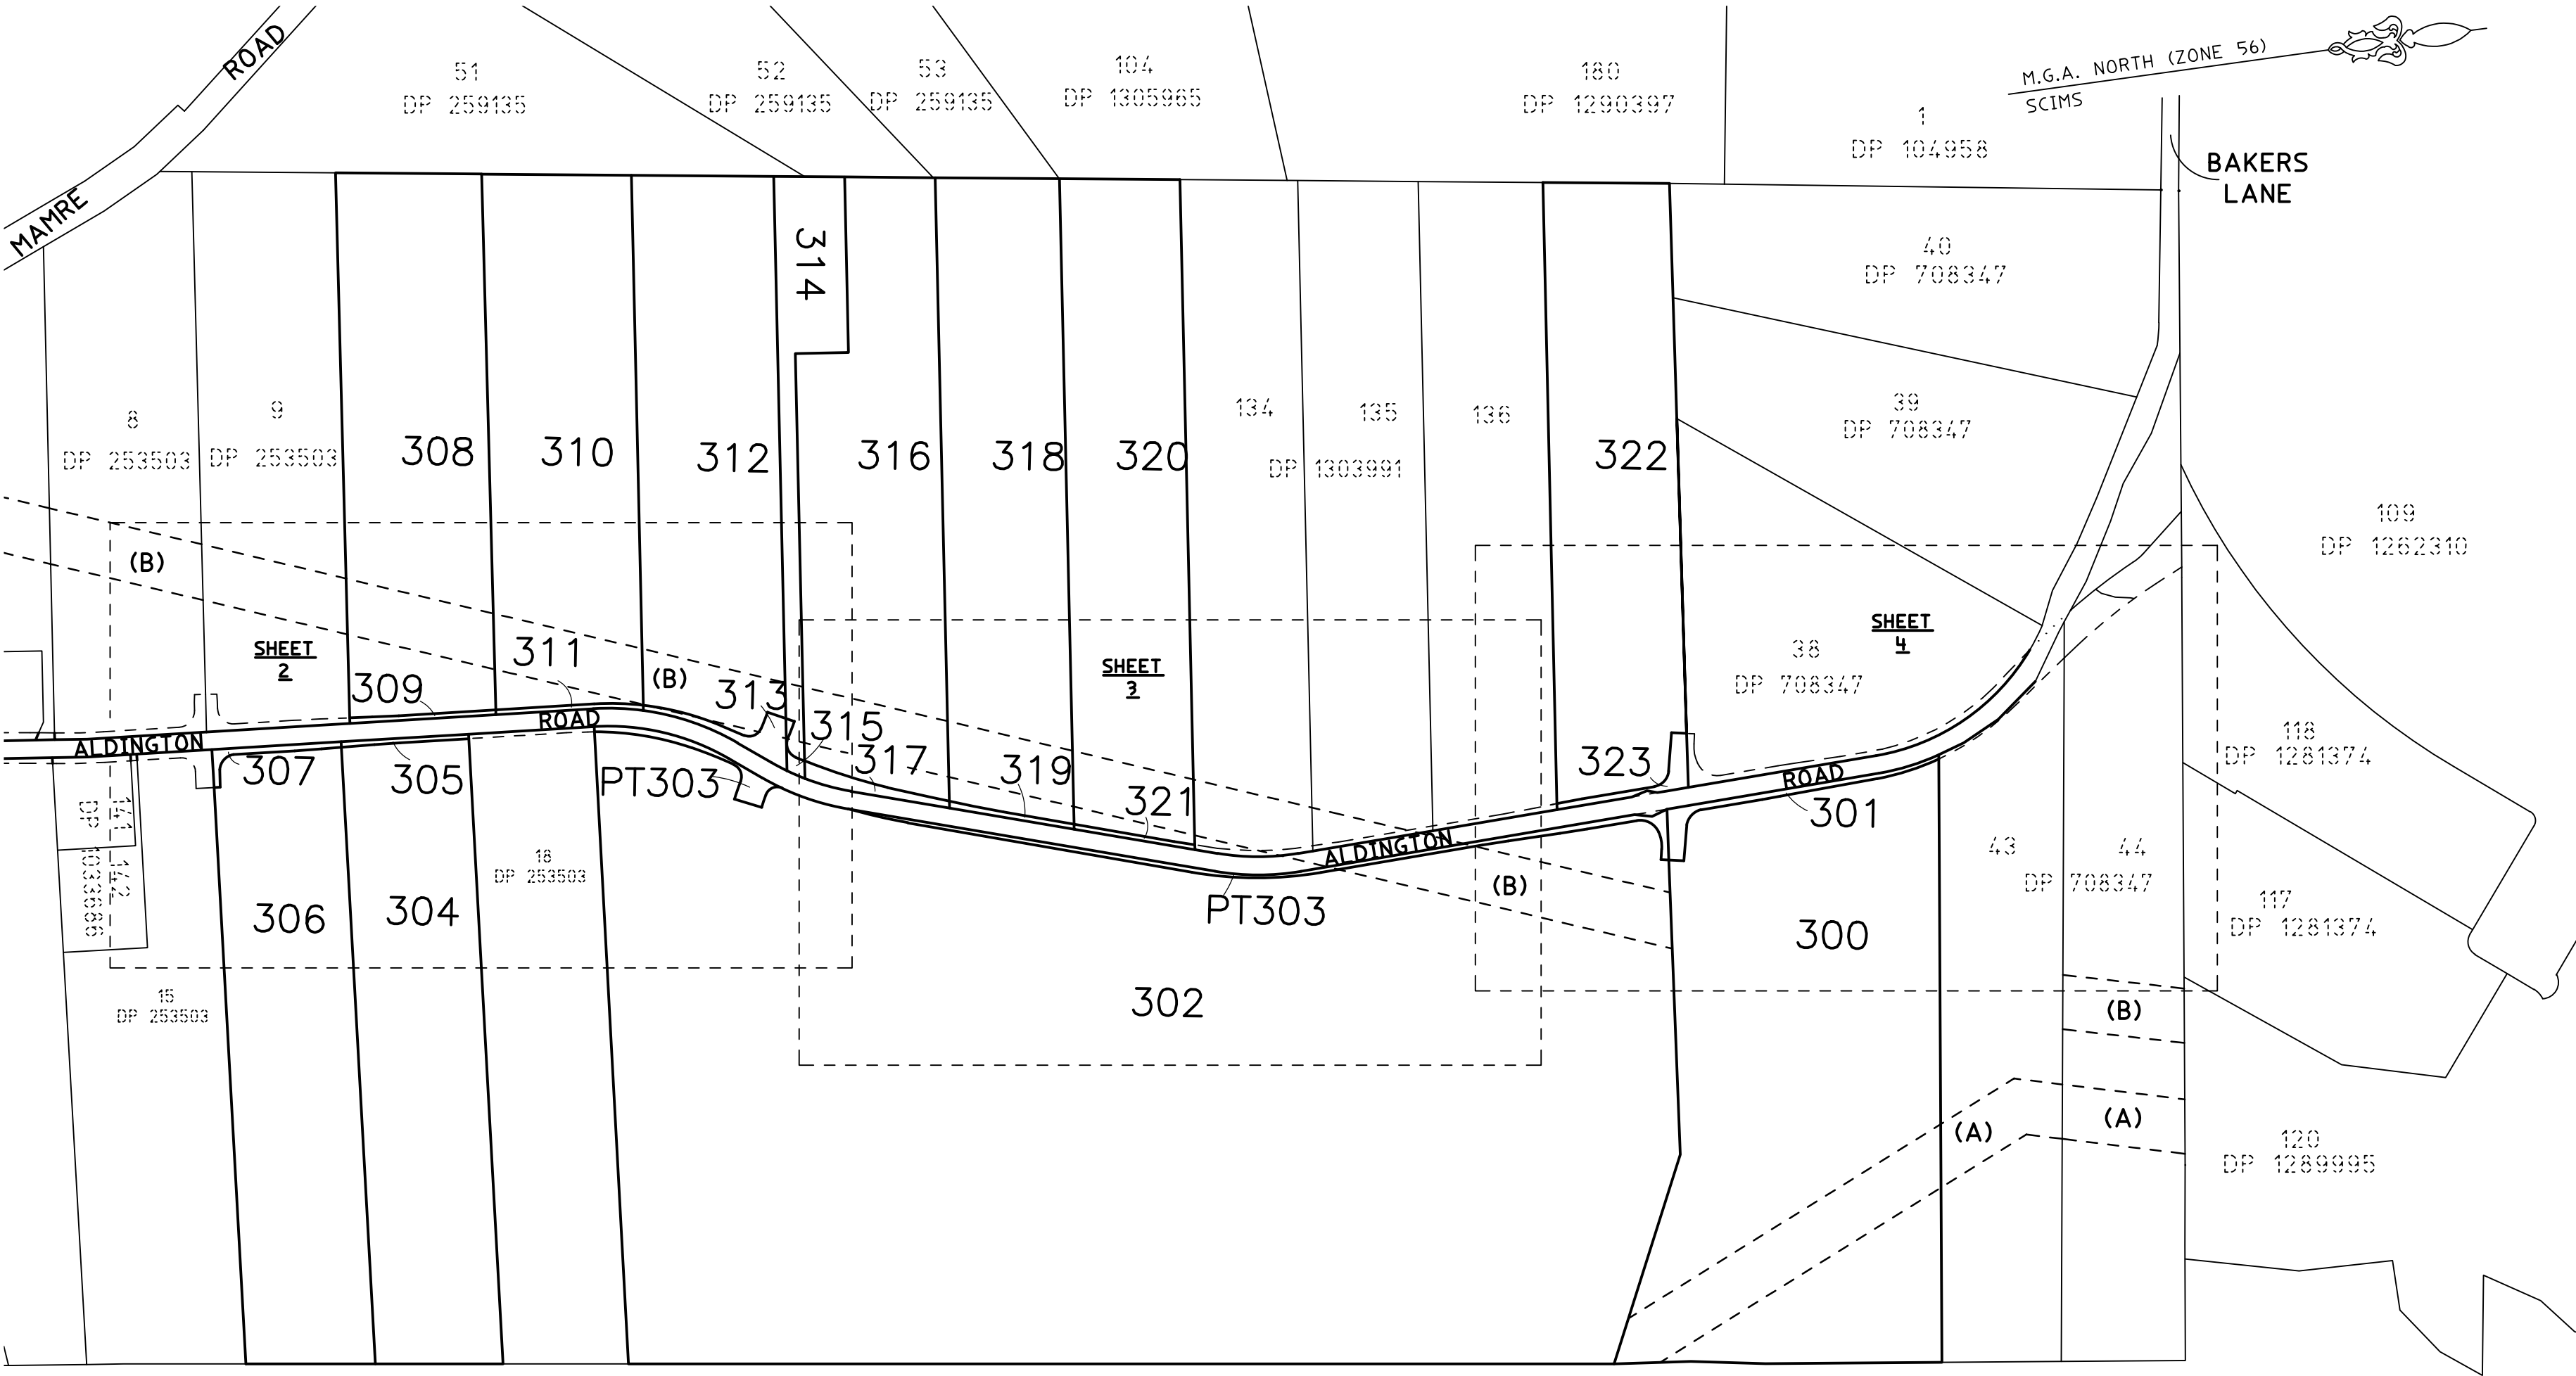 ROAD
MAMRE
51
DP 259135
52
DP 259135
53
DP 259135
104
DP 1305965
180
DP 1290397
1
DP 104958
M.G.A. NORTH (ZONE 56)
SCIMS
BAKERS
LANE
314
40
DP 708347
8
DP 253503
9
DP 253503
308
310
312
316
318
320
134
135
136
DP 1303991
322
39
DP 708347
109
DP 1262310
(B)
SHEET
2
309
311
(B)
313
315
317
319
321
SHEET
3
323
38
DP 708347
SHEET
4
118
DP 1281374
ALDINGTON
ROAD
307
305
PT303
ALDINGTON
ROAD
301
141
142
DP
1033686
306
304
18
DP 253503
PT303
(B)
300
43
44
DP 708347
117
DP 1281374
15
DP 253503
302
(B)
(A)
(A)
120
DP 1289995